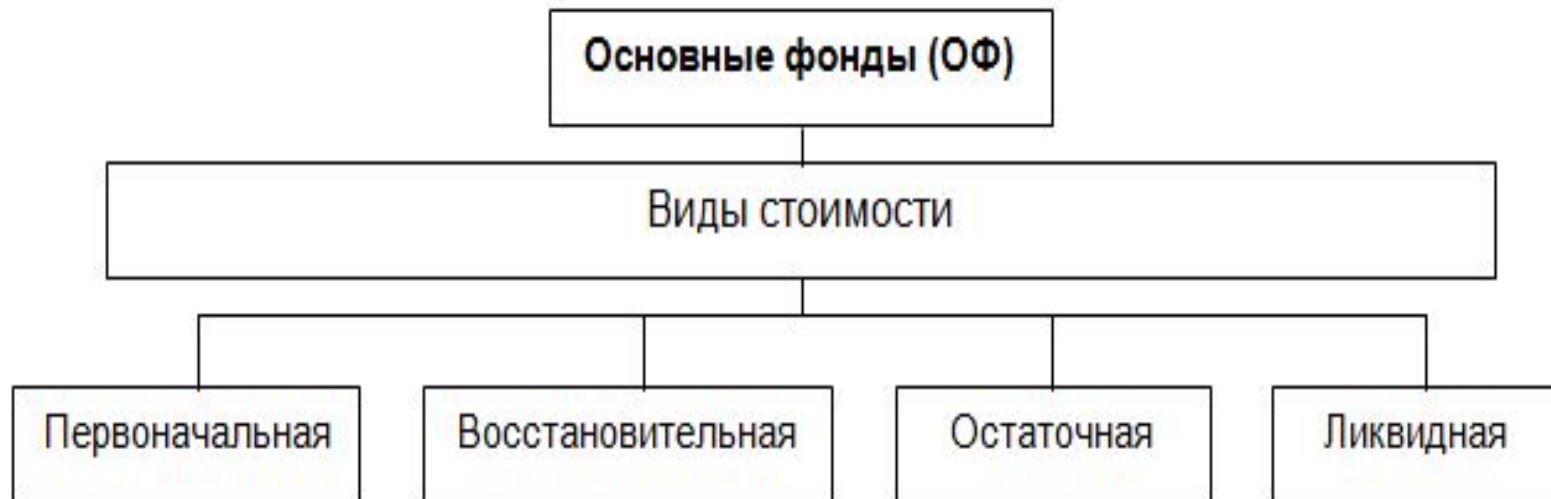 Основные фонды (ОФ)
Виды стоимости
Первоначальная
Восстановительная
Остаточная
Ликвидная